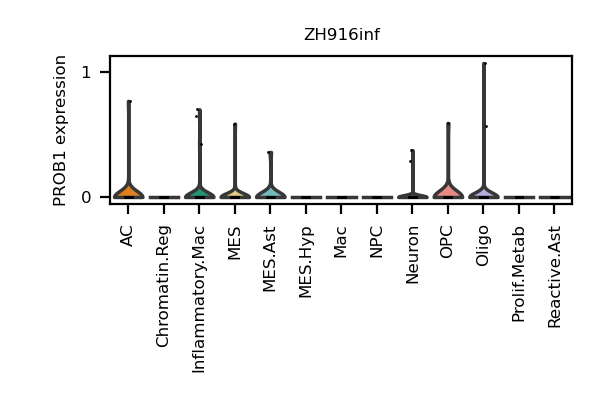 ZH916inf
PROB1 expression
1
0
AC
Chromatin.Reg
Inflammatory.Mac
MES
MES.Ast
MES.Hyp
Mac
NPC
Neuron
OPC
Oligo
Prolif.Metab
Reactive.Ast